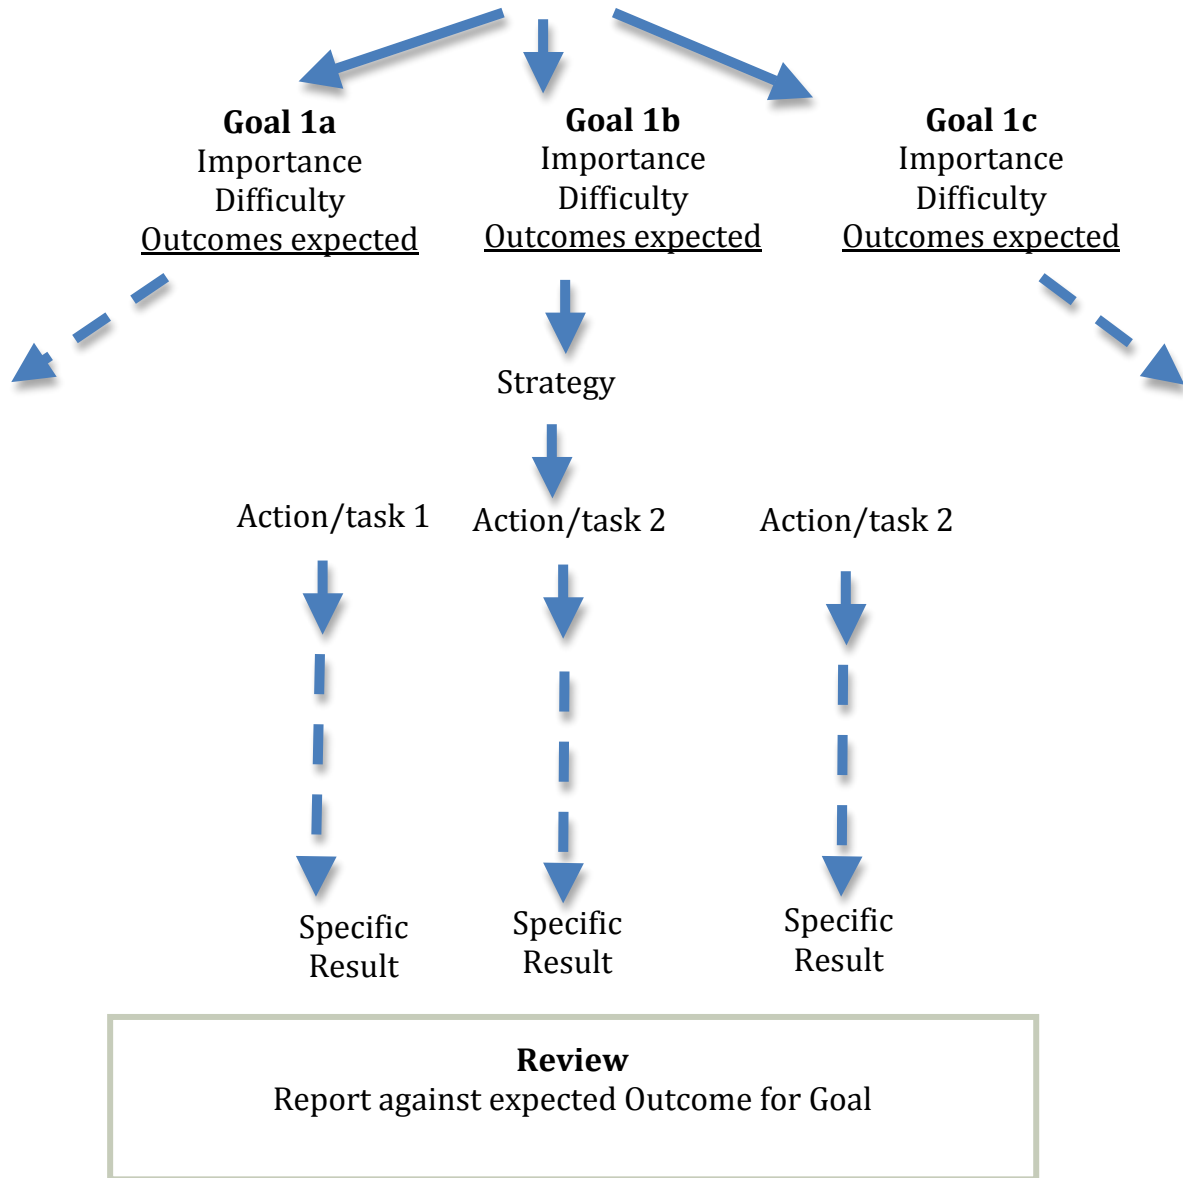 Goal 1a
Importance
Difficulty
Outcomes expected
Goal 1b
Importance
Difficulty
Outcomes expected
Goal 1c
Importance
Difficulty
Outcomes expected
Strategy
Action/task 1
Action/task 2
Action/task 2
Specific
Result
Specific
Result
Specific
Result
Review
Report against expected Outcome for Goal